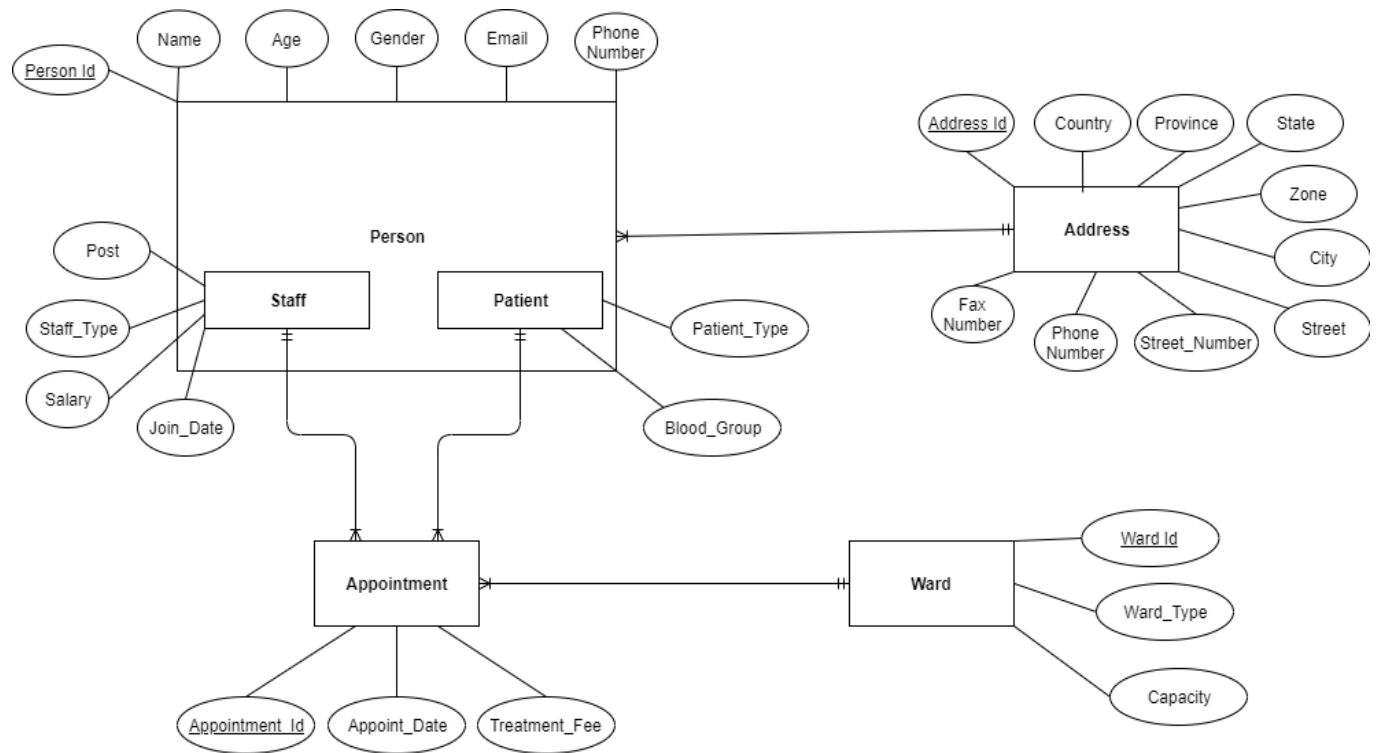 Name
Age
Gender
Email
Phone
Number
Person Id
Address Id
Country
Province
State
Zone
City
Street
Street_Number
Phone
Number
Fax
Number
Address
Person
Post
Staff_Type
Salary
Join_Date
Staff
Patient
Patient_Type
Blood_Group
Appointment
Ward
Ward Id
Ward_Type
Capacity
Appointment_Id
Appoint_Date
Treatment_Fee